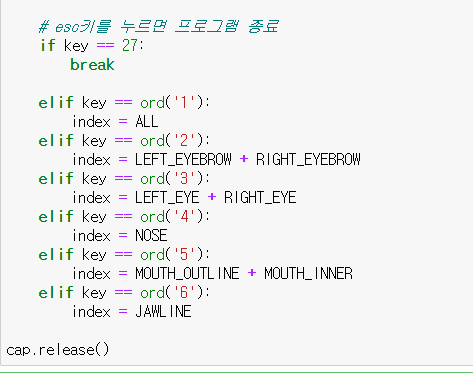 # esc키를 누르면 프로그램 종료
if key == 27:
break
elif key == ord('1'):
index = ALL
elif key == ord('2'):
index = LEFT_EYEBROW + RIGHT_EYEBROW
elif key == ord('3'):
index = LEFT_EYE + RIGHT_EYE
elif key == ord('4'):
index = NOSE
elif key == ord('5'):
index = MOUTH_OUTLINE + MOUTH_INNER
elif key == ord('6'):
index = JAWLINE
cap.release()